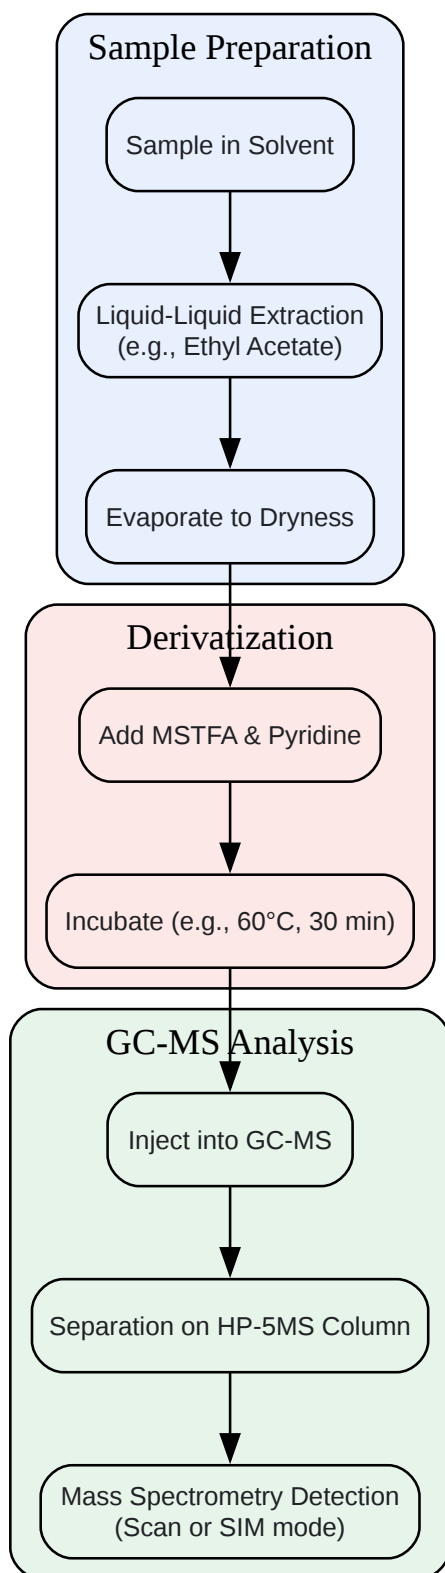 Sample Preparation
Sample in Solvent
Liquid-Liquid Extraction
(e.g., Ethyl Acetate)
Evaporate to Dryness
Derivatization
Add MSTFA & Pyridine
Incubate (e.g., 60°C, 30 min)
GC-MS Analysis
Inject into GC-MS
Separation on HP-5MS Column
Mass Spectrometry Detection
(Scan or SIM mode)